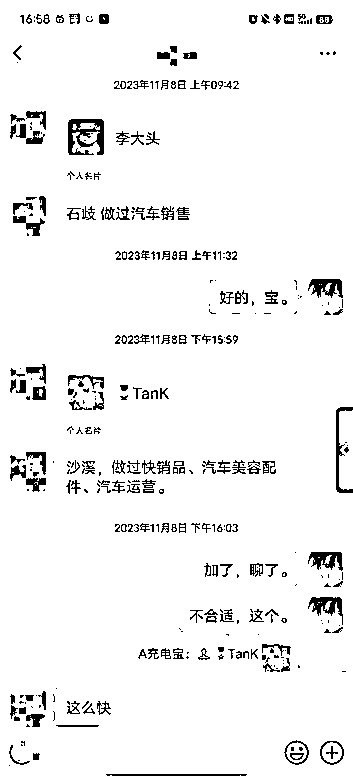 16:58
2023年11月8日 上午09:42
李大头
个人名片
石歧 做过汽车销售
2023年11月8日 上午11:32
好的，宝。
2023年11月8日 下午15:59
TanK
个人名片
沙溪，做过快销品、汽车美容配
件、汽车运营。
2023年11月8日 下午16:03
加了，聊了。
不合适，这个。
A充电宝：TanK
这么快